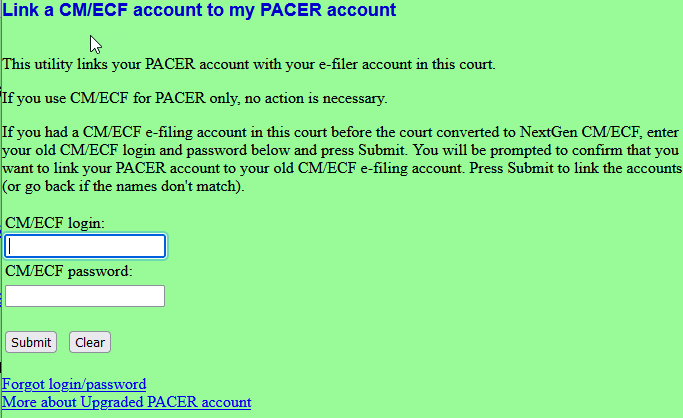 Link a CM/ECF account to my PACER account
This utility links your PACER account with your e-filer account in this court.
If you use CM/ECF for PACER only, no action is necessary.
If you had a CM/ECF e-filing account in this court before the court converted to NextGen CM/ECF, enter
your old CM/ECF login and password below and press Submit. You will be prompted to confirm that you
want to link your PACER account to your old CM/ECF e-filing account. Press Submit to link the accounts
(or go back if the names don't match).
CM/ECF login:
CM/ECF password:
Submit Clear
Forgot login/password
More about Upgraded PACER account